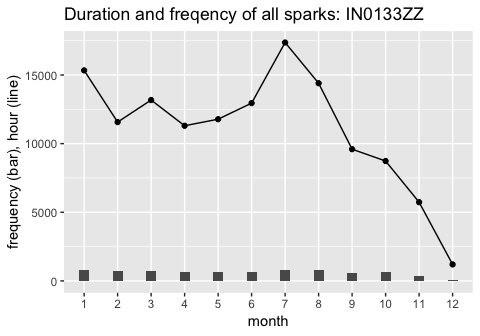 Duration and freqency of all sparks: IN0133ZZ
frequency (bar), hour (line)
15000
10000
5000
0
1 2 3 4 5 6 7 8 9 10 11 12
month